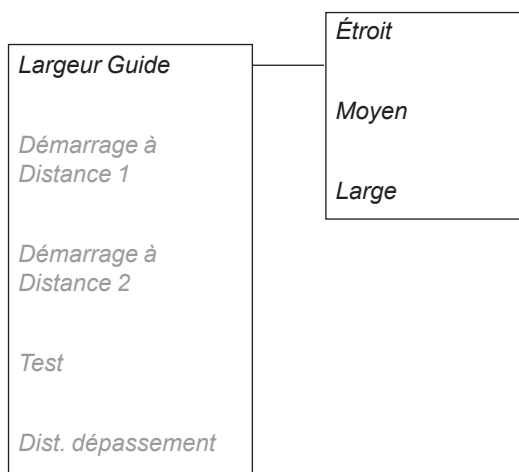 Largeur Guide
Démarrage à
Distance 1
Démarrage à
Distance 2
Test
Dist. dépassement
Étroit
Moyen
Large